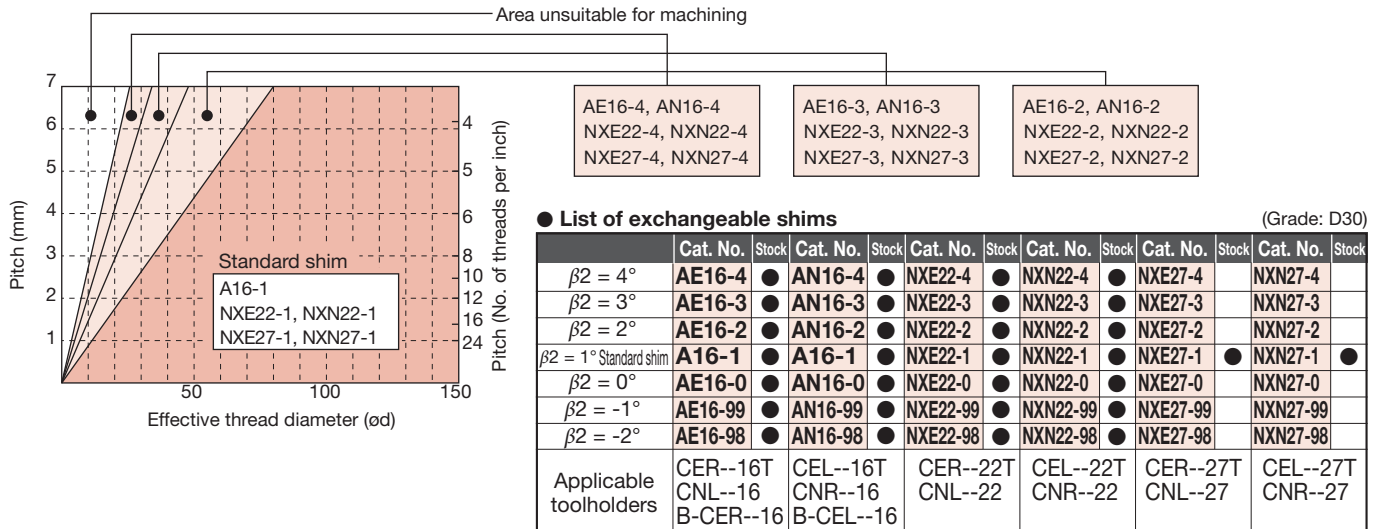 Area unsuitable for machining
7
6
5
4
3
2
1
Pitch (mm)
4
5
6
8
10
12
16
24
Pitch (No. of threads per inch)
50
100
150
Effective thread diameter (ød)
Standard shim
A16-1
NXE22-1, NXN22-1
NXE27-1, NXN27-1
AE16-4, AN16-4
NXE22-4, NXN22-4
NXE27-4, NXN27-4
AE16-3, AN16-3
NXE22-3, NXN22-3
NXE27-3, NXN27-3
AE16-2, AN16-2
NXE22-2, NXN22-2
NXE27-2, NXN27-2
● List of exchangeable shims (Grade: D30)
Cat. No. Stock Cat. No. Stock Cat. No. Stock Cat. No. Stock Cat. No. Stock Cat. No. Stock
β2 = 4° AE16-4 ● AN16-4 ● NXE22-4 ● NXN22-4 ● NXE27-4 NXN27-4
β2 = 3° AE16-3 ● AN16-3 ● NXE22-3 ● NXN22-3 ● NXE27-3 NXN27-3
β2 = 2° AE16-2 ● AN16-2 ● NXE22-2 ● NXN22-2 ● NXE27-2 NXN27-2
β2 = 1° Standard shim A16-1 ● A16-1 ● NXE22-1 ● NXN22-1 ● NXE27-1 ● NXN27-1 ●
β2 = 0° AE16-0 ● AN16-0 ● NXE22-0 ● NXN22-0 ● NXE27-0 NXN27-0
β2 = -1° AE16-99 ● AN16-99 ● NXE22-99 ● NXN22-99 ● NXE27-99 NXN27-99
β2 = -2° AE16-98 ● AN16-98 ● NXE22-98 ● NXN22-98 ● NXE27-98 NXN27-98
Applicable toolholders
CER--16T CEL--16T CER--22T CEL--22T CER--27T CEL--27T
CNL--16 CNR--16 CNL--22 CNR--22 CNL--27 CNR--27
B-CER--16 B-CEL--16